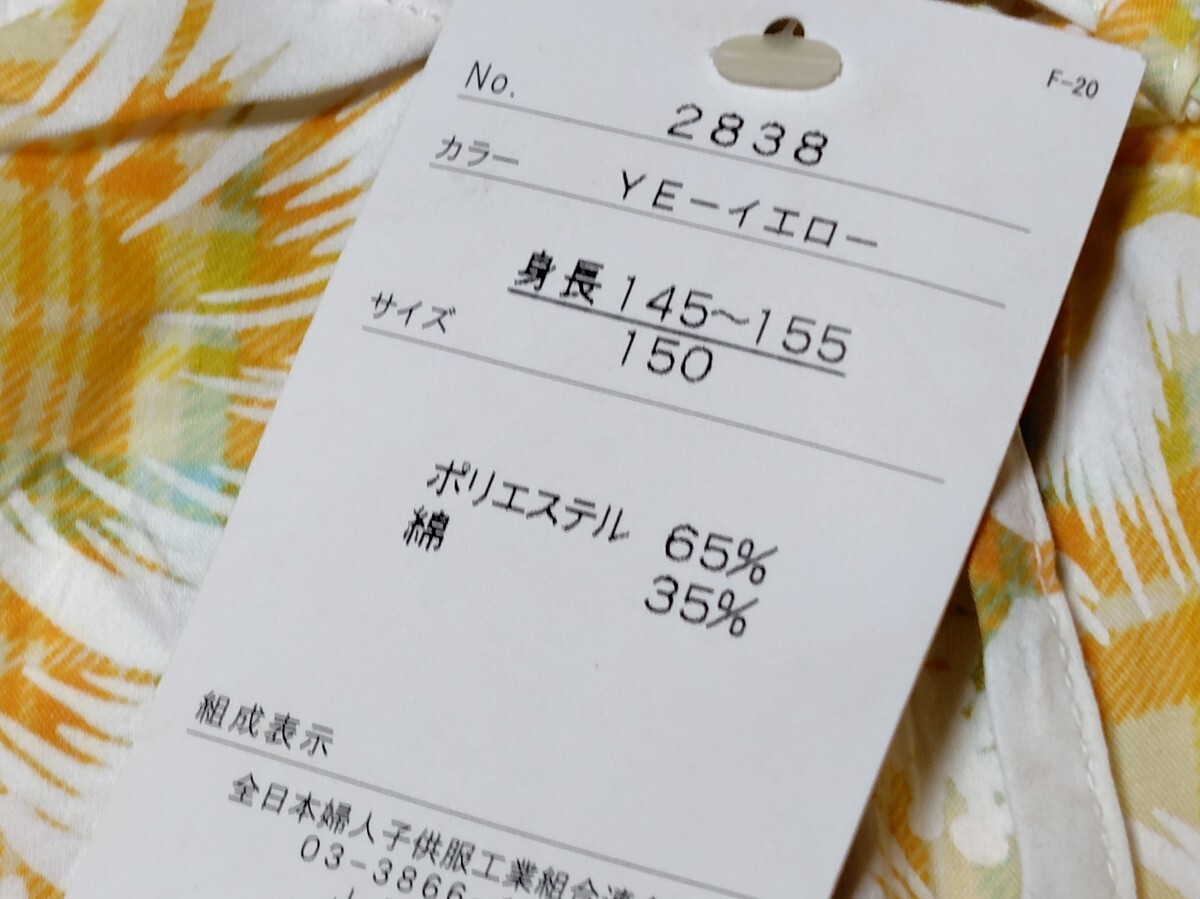 F-20
No. 2838
カラー YEーイエロー
身長145～155
サイズ 150
ポリエステル 65%
綿 35%
組成表示
全日本婦人子供服工業組合連
03-3866